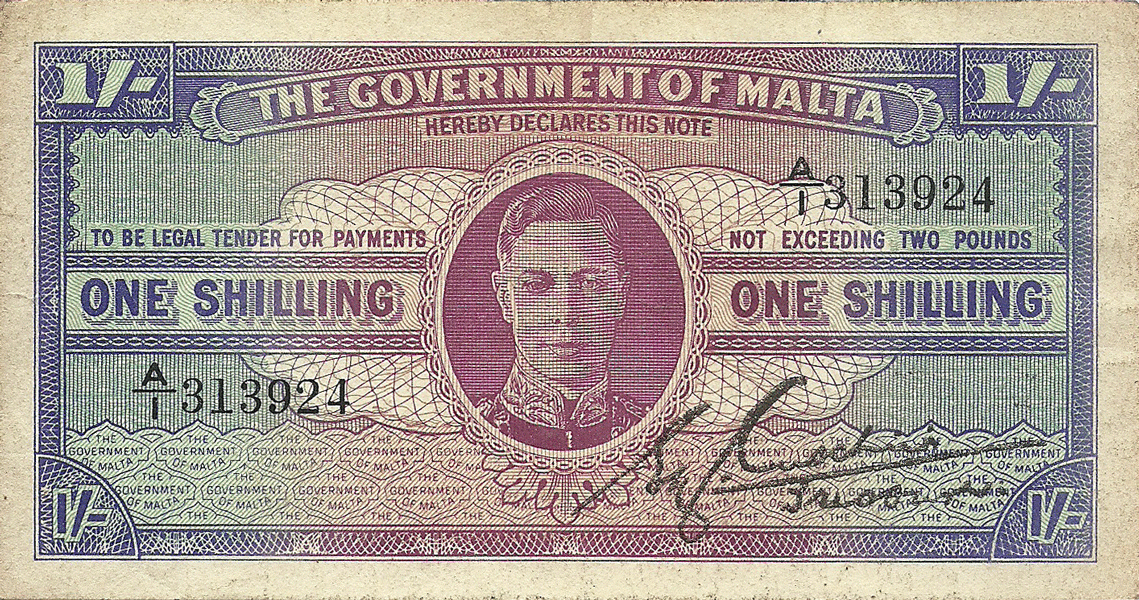 1/- 1/-
THE GOVERNMENT OF MALTA
HEREBY DECLARES THIS NOTE
A/1 313924
TO BE LEGAL TENDER FOR PAYMENTS NOT EXCEEDING TWO POUNDS
ONE SHILLING ONE SHILLING
A/1 313924
THE GOVERNMENT OF MALTA
1/- 1/-